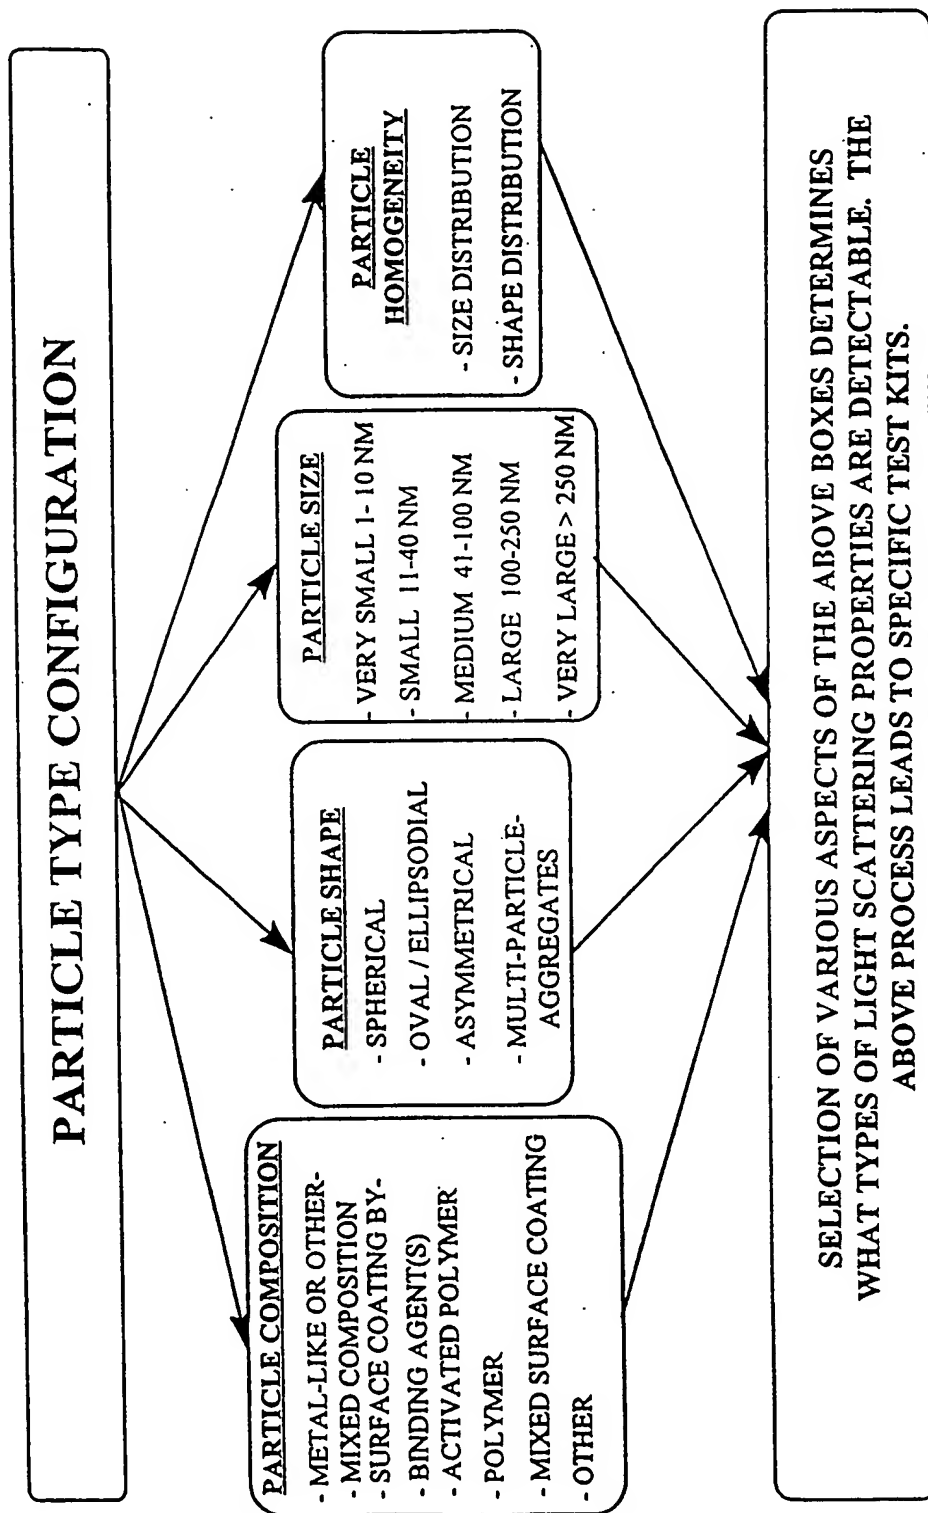 PARTICLE TYPE CONFIGURATION
PARTICLE COMPOSITION
- METAL-LIKE OR OTHER-
- MIXED COMPOSITION
- SURFACE COATING BY-
- BINDING AGENT(S)
- ACTIVATED POLYMER
- POLYMER
- MIXED SURFACE COATING
- OTHER
PARTICLE SHAPE
- SPHERICAL
- OVAL / ELLIPSODIAL
- ASYMMETRICAL
- MULTI-PARTICLE-
AGGREGATES
PARTICLE SIZE
- VERY SMALL 1- 10 NM
- SMALL 11-40 NM
- MEDIUM 41-100 NM
- LARGE 100-250 NM
- VERY LARGE > 250 NM
PARTICLE
HOMOGENEITY
- SIZE DISTRIBUTION
- SHAPE DISTRIBUTION
SELECTION OF VARIOUS ASPECTS OF THE ABOVE BOXES DETERMINES
WHAT TYPES OF LIGHT SCATTERING PROPERTIES ARE DETECTABLE. THE
ABOVE PROCESS LEADS TO SPECIFIC TEST KITS.